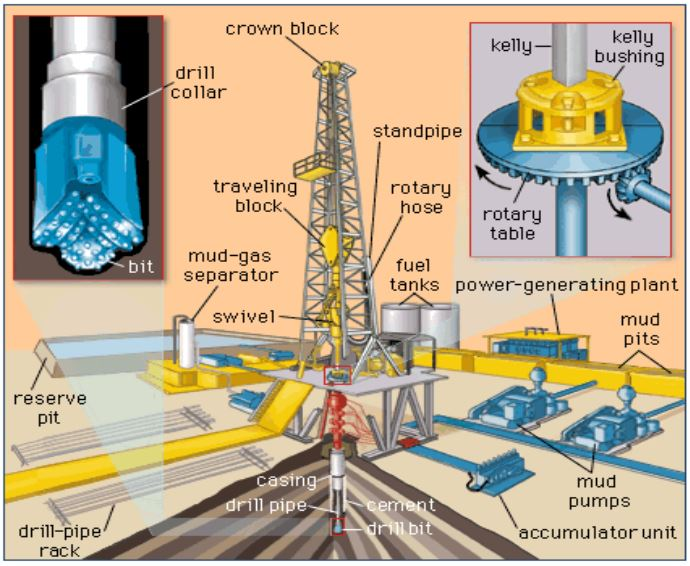 crown block
kelly
kelly
bushing
drill
collar
standpipe
traveling
block
rotary
hose
rotary
table
bit
mud-gas
separator
fuel
tanks
power-generating plant
swivel
mud
pits
reserve
pit
casing
drill pipe
cement
mud
pumps
drill-pipe
rack
drill bit
accumulator unit